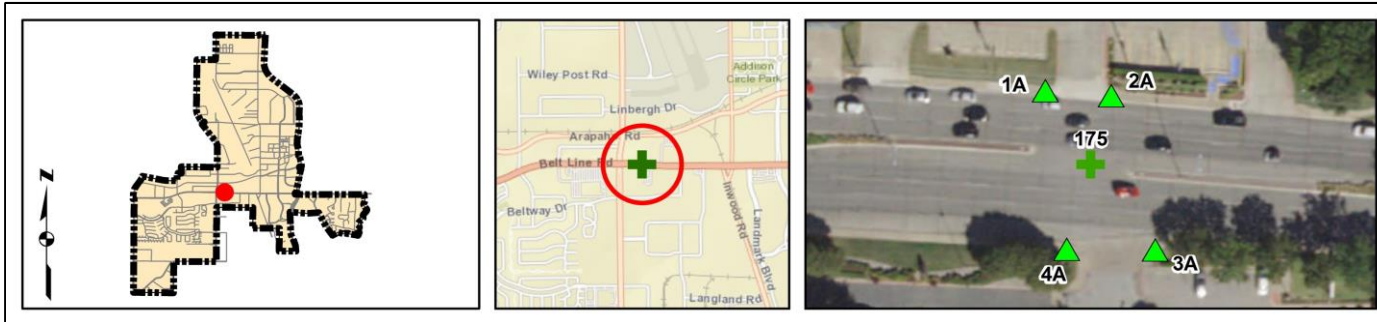 N
Wiley Post Rd
Addison
Circle Park
Linbergh Dr
Arapaho Rd
Belt Line Rd
Beltway Dr
Inwood Rd
Landmark Blvd
Langland Rd
1A
2A
175
4A
3A